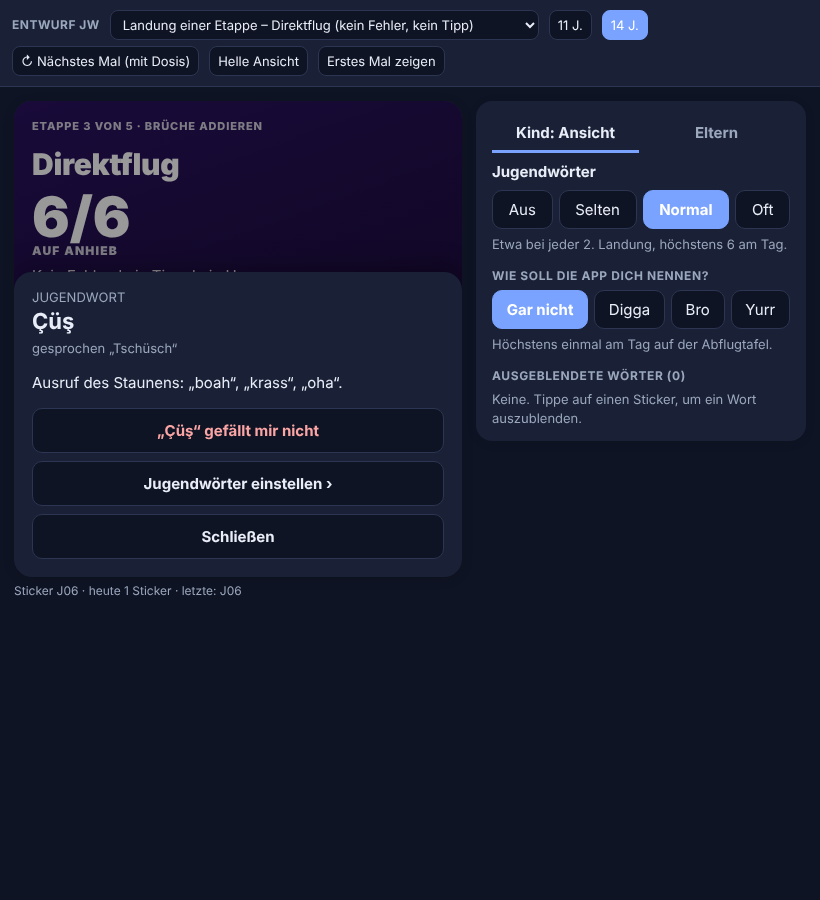 ENTWURF JW
Landung einer Etappe – Direktflug (kein Fehler, kein Tipp)
11 J.
14 J.
↻ Nächstes Mal (mit Dosis)
Helle Ansicht
Erstes Mal zeigen
ETAPPE 3 VON 5 · BRÜCHE ADDIEREN
Direktflug
6/6
AUF ANHIEB
JUGENDWORT
Çüş
gesprochen „Tschüsch“
Ausruf des Staunens: „boah“, „krass“, „oha“.
„Çüş“ gefällt mir nicht
Jugendwörter einstellen ›
Schließen
Sticker J06 · heute 1 Sticker · letzte: J06
Kind: Ansicht
Eltern
Jugendwörter
Aus
Selten
Normal
Oft
Etwa bei jeder 2. Landung, höchstens 6 am Tag.
WIE SOLL DIE APP DICH NENNEN?
Gar nicht
Digga
Bro
Yurr
Höchstens einmal am Tag auf der Abflugtafel.
AUSGEBLENDETE WÖRTER (0)
Keine. Tippe auf einen Sticker, um ein Wort
auszublenden.